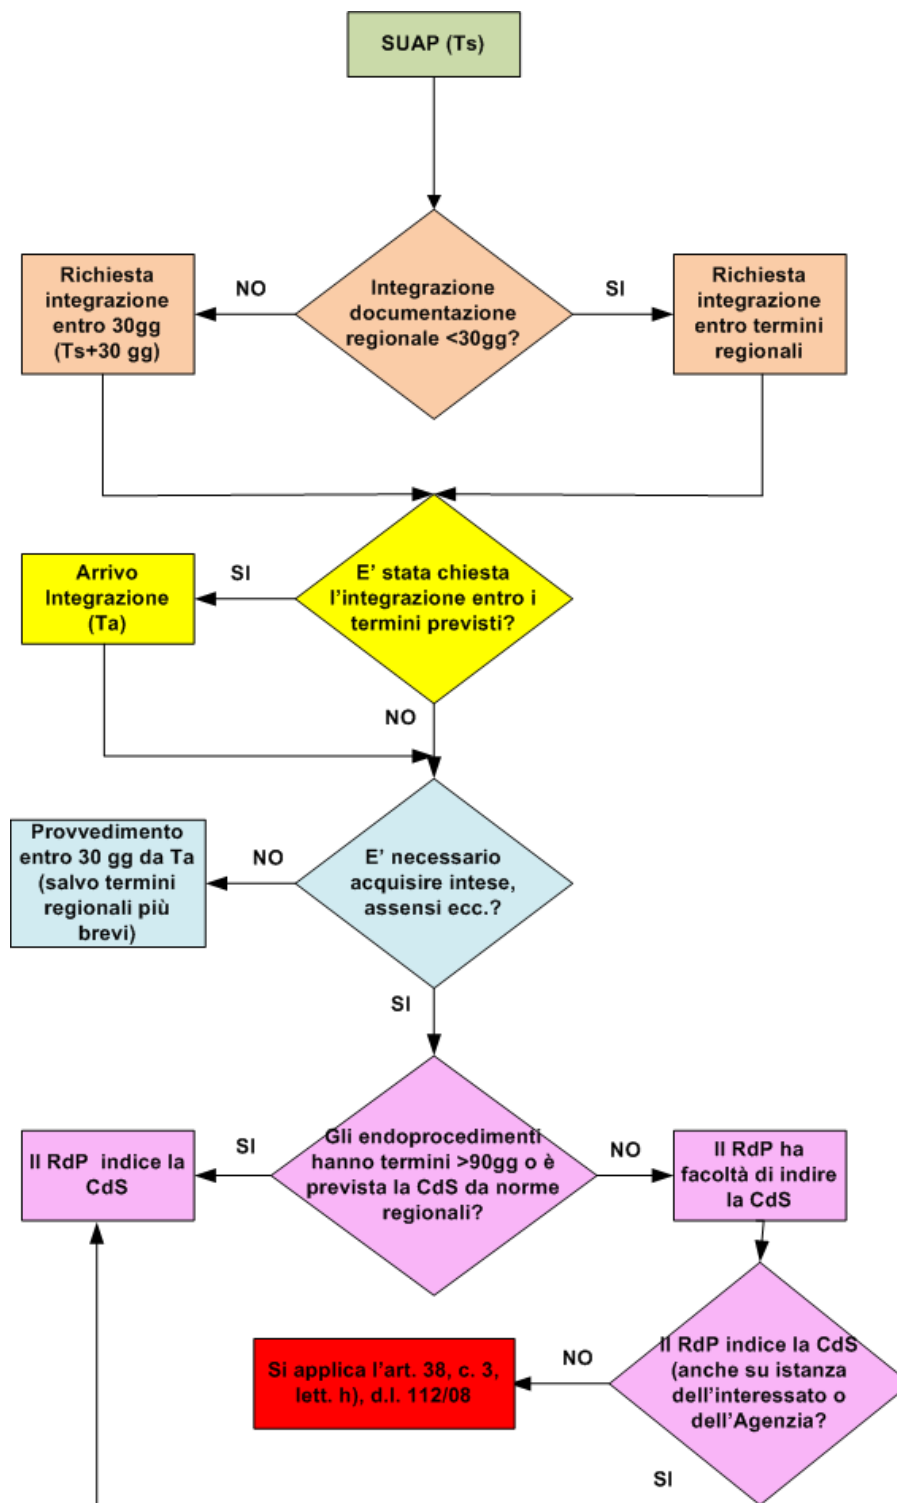 SUAP (Ts)
Richiesta
integrazione
entro 30gg
(Ts+30 gg)
NO
Integrazione
documentazione
regionale <30gg?
SI
Richiesta
integrazione
entro termini
regionali
Arrivo
Integrazione
(Ta)
SI
E' stata chiesta
l'integrazione entro i
termini previsti?
NO
Provvedimento
entro 30 gg da Ta
(salvo termini
regionali più
brevi)
NO
E' necessario
acquisire intese,
assensi ecc.?
SI
Il RdP indice la
CdS
SI
Gli endoprocedimenti
hanno termini >90gg o è
prevista la CdS da norme
regionali?
NO
Il RdP ha
facoltà di indire
la CdS
Si applica l'art. 38, c. 3,
lett. h), d.l. 112/08
NO
Il RdP indice la CdS
(anche su istanza
dell'interessato o
dell'Agenzia?
SI